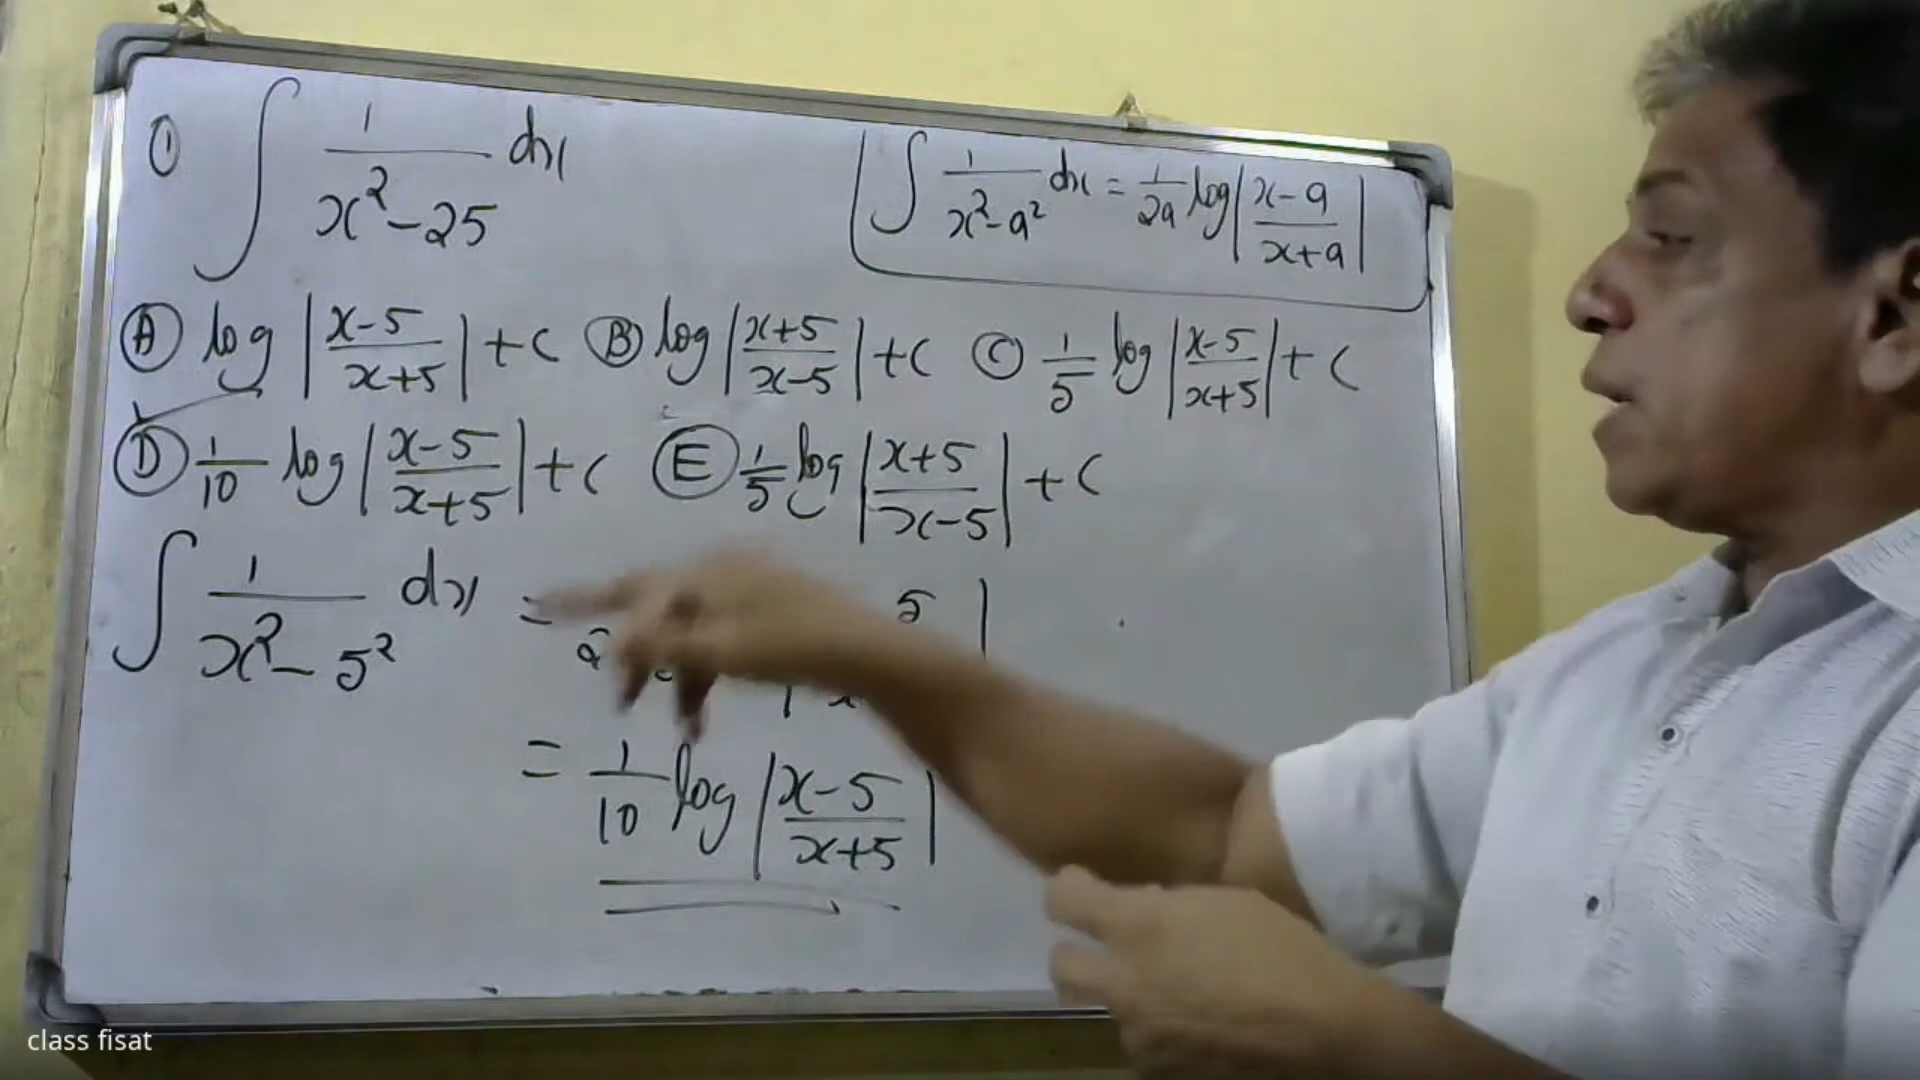 ① ∫ 1/(x² - 25) dx
∫ 1/(x² - a²) dx = 1/2a log |(x - a)/(x + a)|
Ⓐ log |(x - 5)/(x + 5)| + C Ⓑ log |(x + 5)/(x - 5)| + C Ⓒ 1/5 log |(x - 5)/(x + 5)| + C
Ⓓ 1/10 log |(x - 5)/(x + 5)| + C Ⓔ 1/5 log |(x + 5)/(x - 5)| + C
∫ 1/(x² - 5²) dx = 5 |
= 1/10 log |(x - 5)/(x + 5)|
class fisat